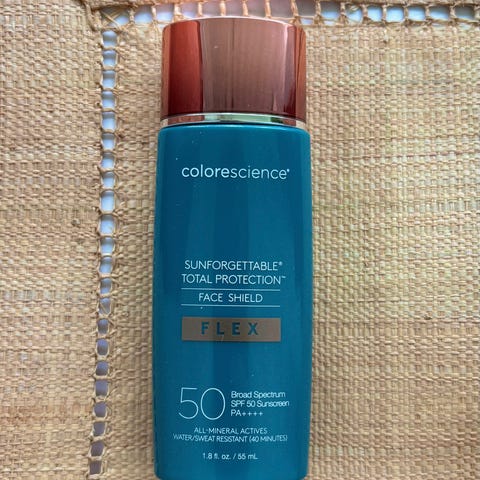 colorescience®
SUNFORGETTABLE®
TOTAL PROTECTION™
FACE SHIELD
FLEX
50
Broad Spectrum
SPF 50 Sunscreen
PA++++
ALL-MINERAL ACTIVES
WATER/SWEAT RESISTANT (40 MINUTES)
1.8 fl. oz. / 55 mL